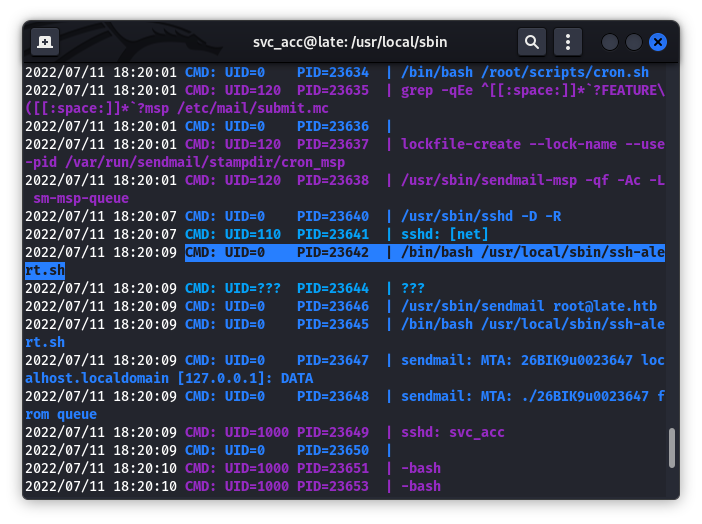 svc_acc@late: /usr/local/sbin
2022/07/11 18:20:01 CMD: UID=0    PID=23634  | /bin/bash /root/scripts/cron.sh
2022/07/11 18:20:01 CMD: UID=120  PID=23635  | grep -qEe ^[[:space:]]*`?FEATURE\
([[:space:]]*`?msp /etc/mail/submit.mc
2022/07/11 18:20:01 CMD: UID=0    PID=23636  |
2022/07/11 18:20:01 CMD: UID=120  PID=23637  | lockfile-create --lock-name --use
-pid /var/run/sendmail/stampdir/cron_msp
2022/07/11 18:20:01 CMD: UID=120  PID=23638  | /usr/sbin/sendmail-msp -qf -Ac -L
 sm-msp-queue
2022/07/11 18:20:07 CMD: UID=0    PID=23640  | /usr/sbin/sshd -D -R
2022/07/11 18:20:07 CMD: UID=110  PID=23641  | sshd: [net]
2022/07/11 18:20:09 CMD: UID=0    PID=23642  | /bin/bash /usr/local/sbin/ssh-ale
rt.sh
2022/07/11 18:20:09 CMD: UID=???  PID=23644  | ???
2022/07/11 18:20:09 CMD: UID=0    PID=23646  | /usr/sbin/sendmail root@late.htb
2022/07/11 18:20:09 CMD: UID=0    PID=23645  | /bin/bash /usr/local/sbin/ssh-ale
rt.sh
2022/07/11 18:20:09 CMD: UID=0    PID=23647  | sendmail: MTA: 26BIK9u0023647 loc
alhost.localdomain [127.0.0.1]: DATA
2022/07/11 18:20:09 CMD: UID=0    PID=23648  | sendmail: MTA: ./26BIK9u0023647 f
rom queue
2022/07/11 18:20:09 CMD: UID=1000 PID=23649  | sshd: svc_acc
2022/07/11 18:20:09 CMD: UID=0    PID=23650  |
2022/07/11 18:20:10 CMD: UID=1000 PID=23651  | -bash
2022/07/11 18:20:10 CMD: UID=1000 PID=23653  | -bash